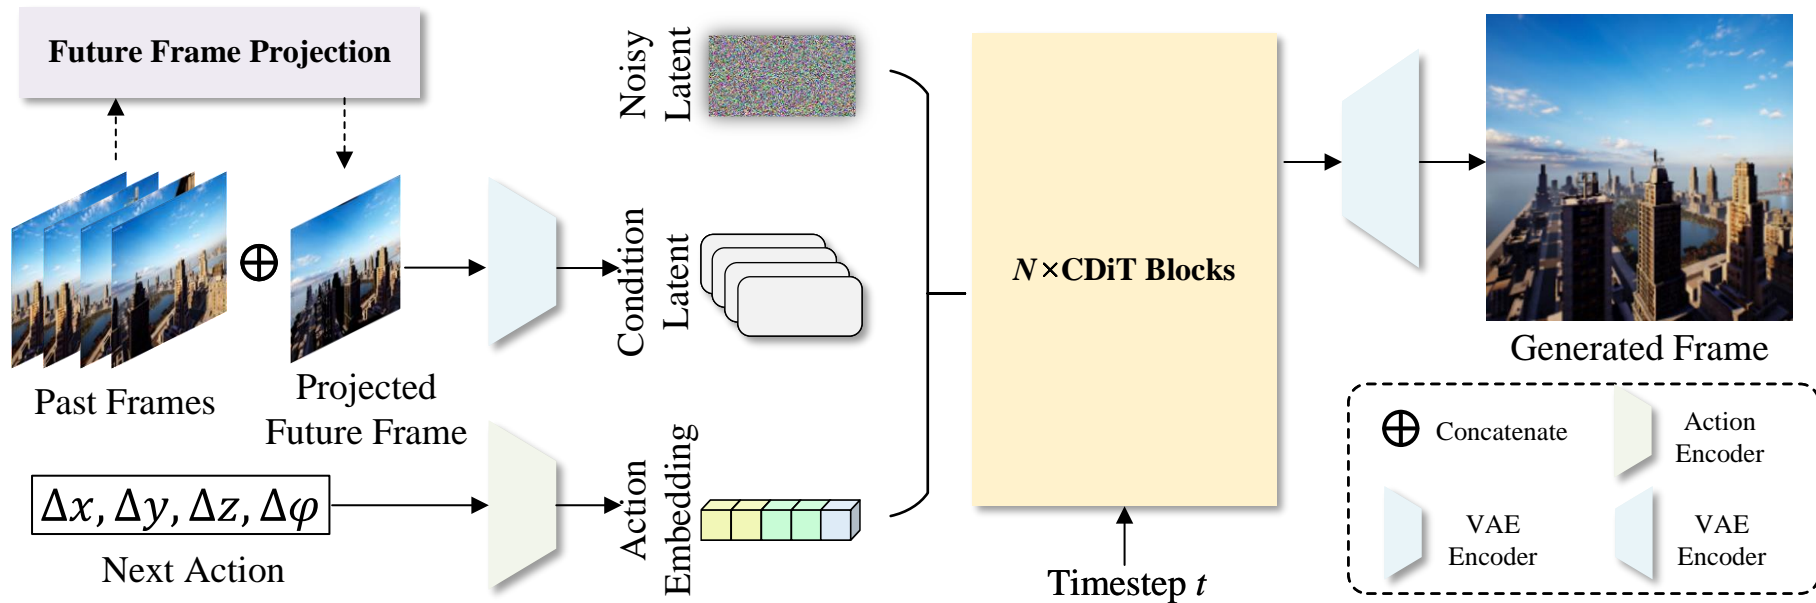 Future Frame Projection
Past Frames
Projected
Future Frame
Δx, Δy, Δz, Δφ
Next Action
Noisy
Latent
Condition
Latent
Action
Embedding
N×CDiT Blocks
Timestep t
Generated Frame
Concatenate
Action
Encoder
VAE
Encoder
VAE
Encoder